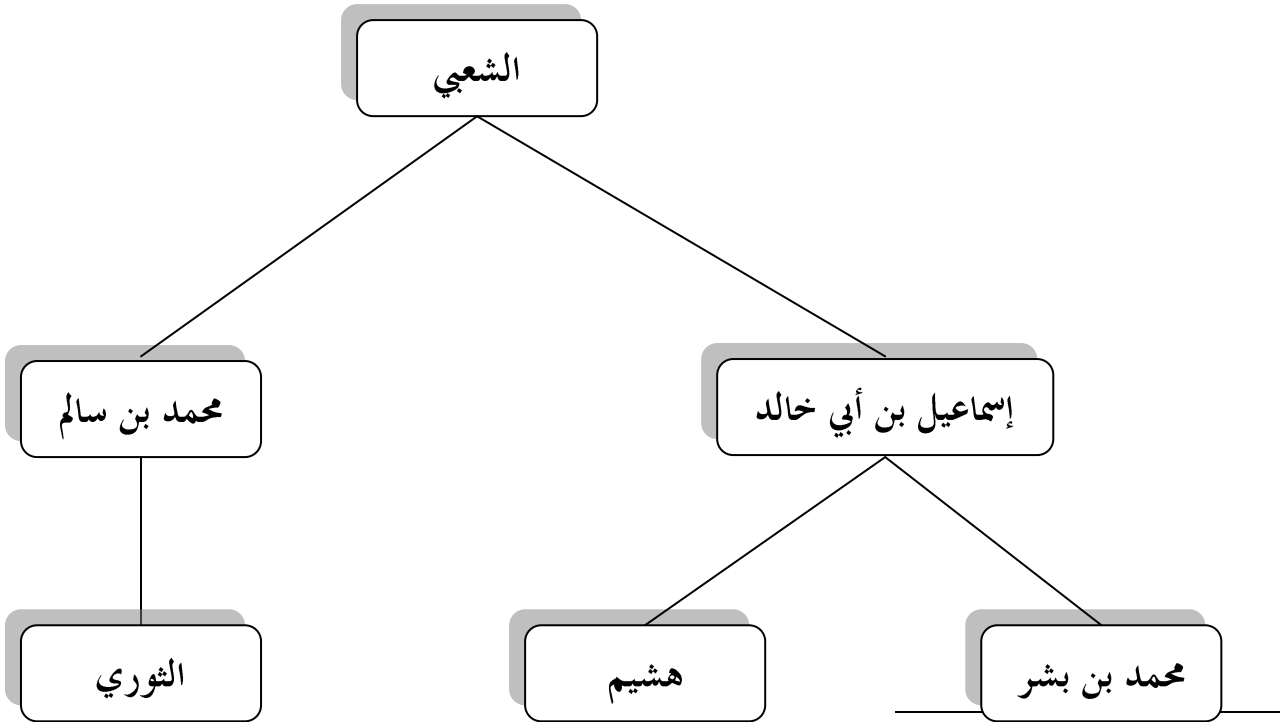 الشعبي
إسماعيل بن أبي خالد
محمد بن سالم
محمد بن بشر
هشيم
الثوري